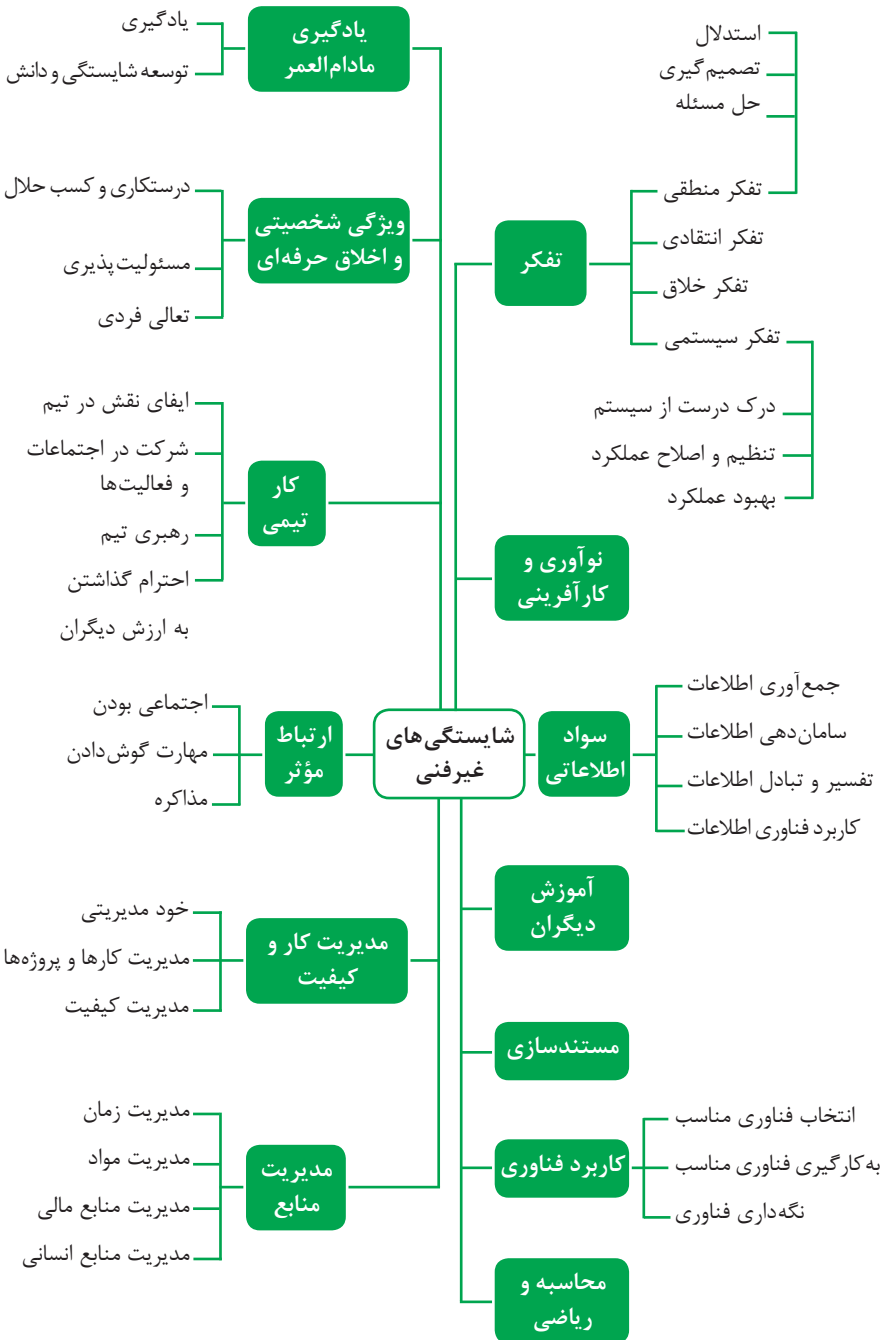 شایستگی‌های
غیرفنی
تفکر
استدلال
تصمیم‌گیری
حل مسئله
تفکر منطقی
تفکر انتقادی
تفکر خلاق
تفکر سیستمی
درک درست از سیستم
تنظیم و اصلاح عملکرد
بهبود عملکرد
نوآوری و
کارآفرینی
سواد
اطلاعاتی
جمع‌آوری اطلاعات
سامان‌دهی اطلاعات
تفسیر و تبادل اطلاعات
کاربرد فناوری اطلاعات
آموزش
دیگران
مستندسازی
کاربرد فناوری
انتخاب فناوری مناسب
به‌کارگیری فناوری مناسب
نگه‌داری فناوری
محاسبه و
ریاضی
یادگیری
مادام‌العمر
یادگیری
توسعه شایستگی و دانش
ویژگی شخصیتی
و اخلاق حرفه‌ای
درستکاری و کسب حلال
مسئولیت‌پذیری
تعالی فردی
کار
تیمی
ایفای نقش در تیم
شرکت در اجتماعات
و فعالیت‌ها
رهبری تیم
احترام گذاشتن
به ارزش دیگران
ارتباط
مؤثر
اجتماعی بودن
مهارت گوش‌دادن
مذاکره
مدیریت کار و
کیفیت
خود مدیریتی
مدیریت کارها و پروژه‌ها
مدیریت کیفیت
مدیریت
منابع
مدیریت زمان
مدیریت مواد
مدیریت منابع مالی
مدیریت منابع انسانی